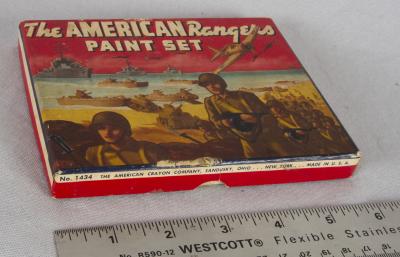 The AMERICAN Rangers
PAINT SET
No. 1434 THE AMERICAN CRAYON COMPANY, SANDUSKY, OHIO ... NEW YORK ... MADE IN U.S.A.
1 2 3 4 5 6
No. R590-12 WESTCOTT® Flexible Stainless